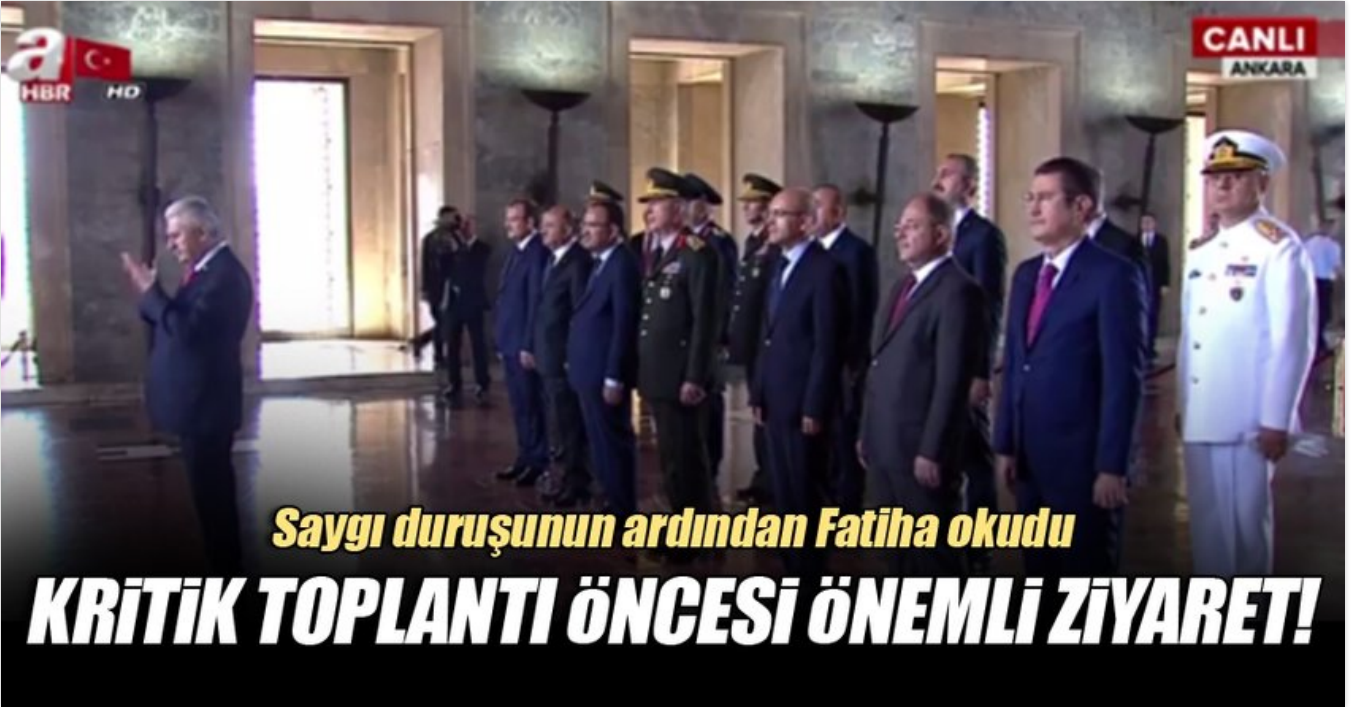 a
HBR HD
CANLI
ANKARA
Saygı duruşunun ardından Fatiha okudu
KRİTİK TOPLANTI ÖNCESİ ÖNEMLİ ZİYARET!